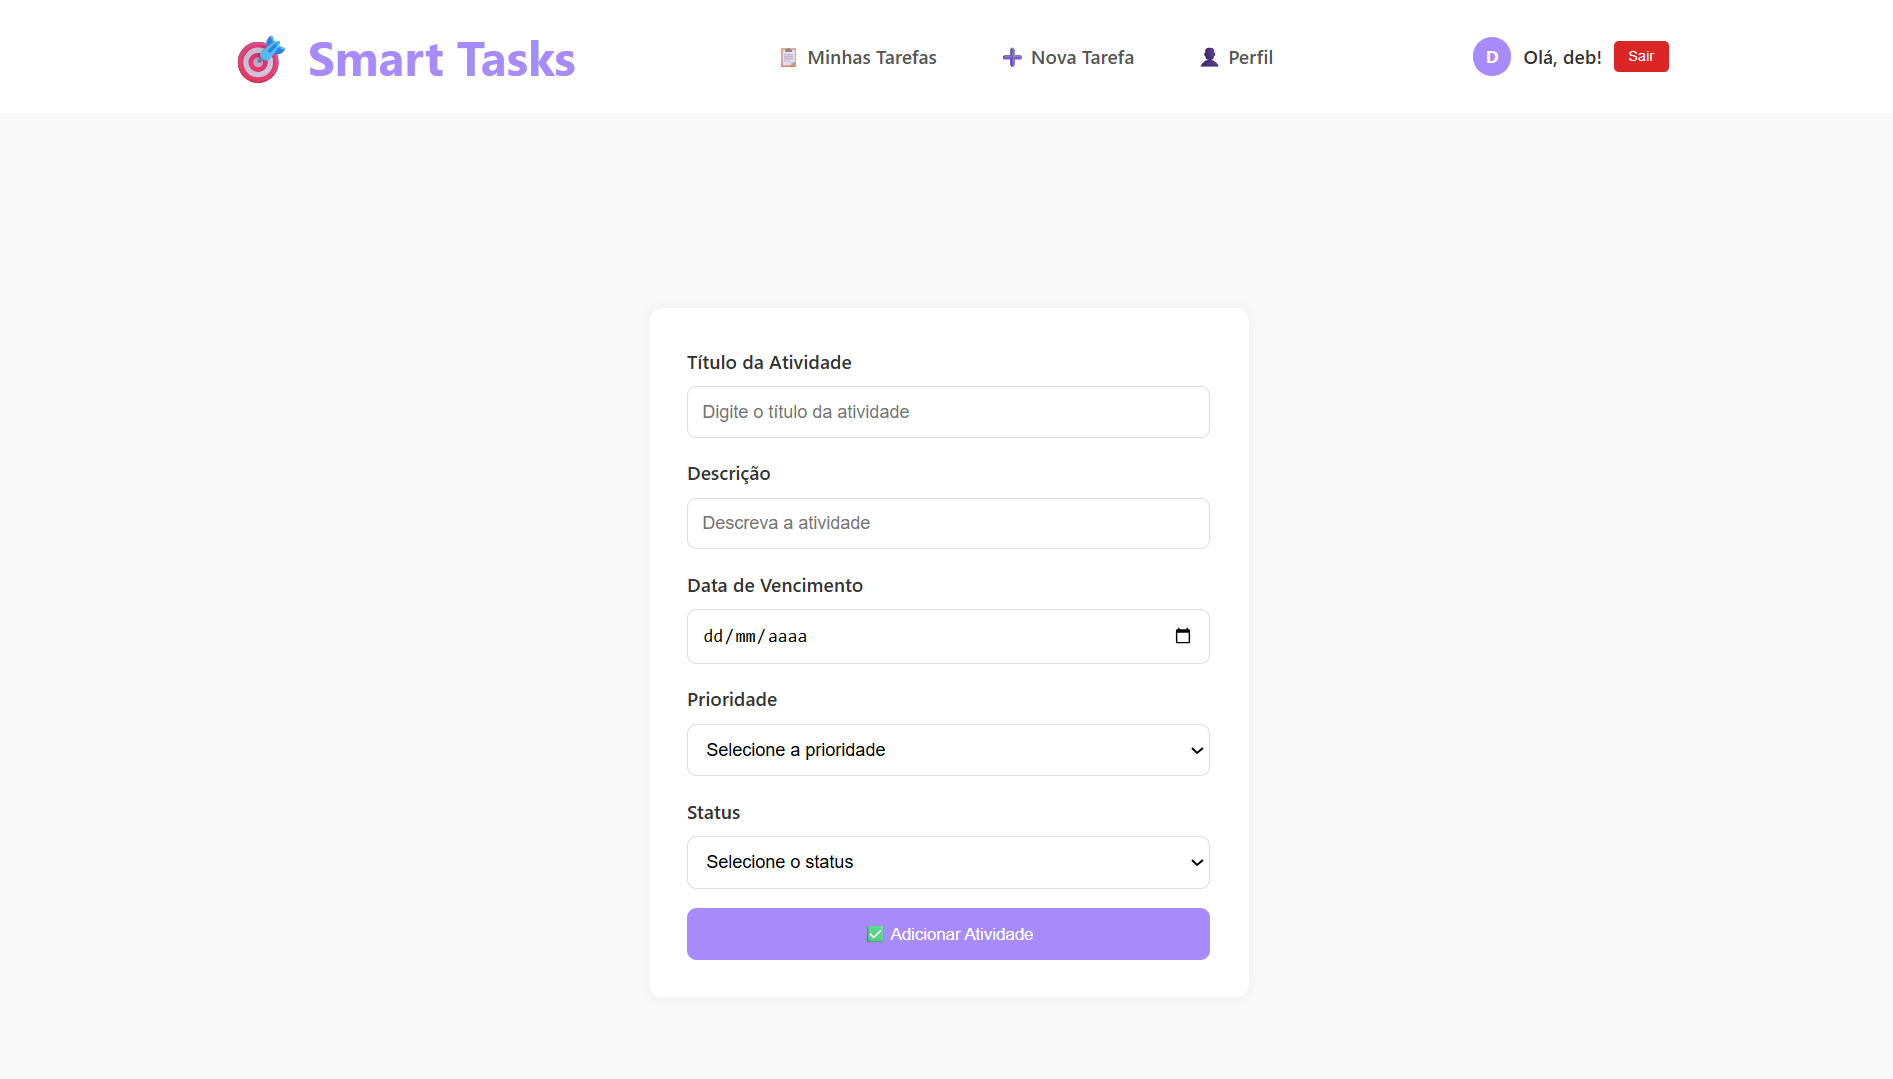 Smart Tasks
Minhas Tarefas
Nova Tarefa
Perfil
D
Olá, deb!
Sair
Título da Atividade
Digite o título da atividade
Descrição
Descreva a atividade
Data de Vencimento
dd/mm/aaaa
Prioridade
Selecione a prioridade
Status
Selecione o status
✅ Adicionar Atividade